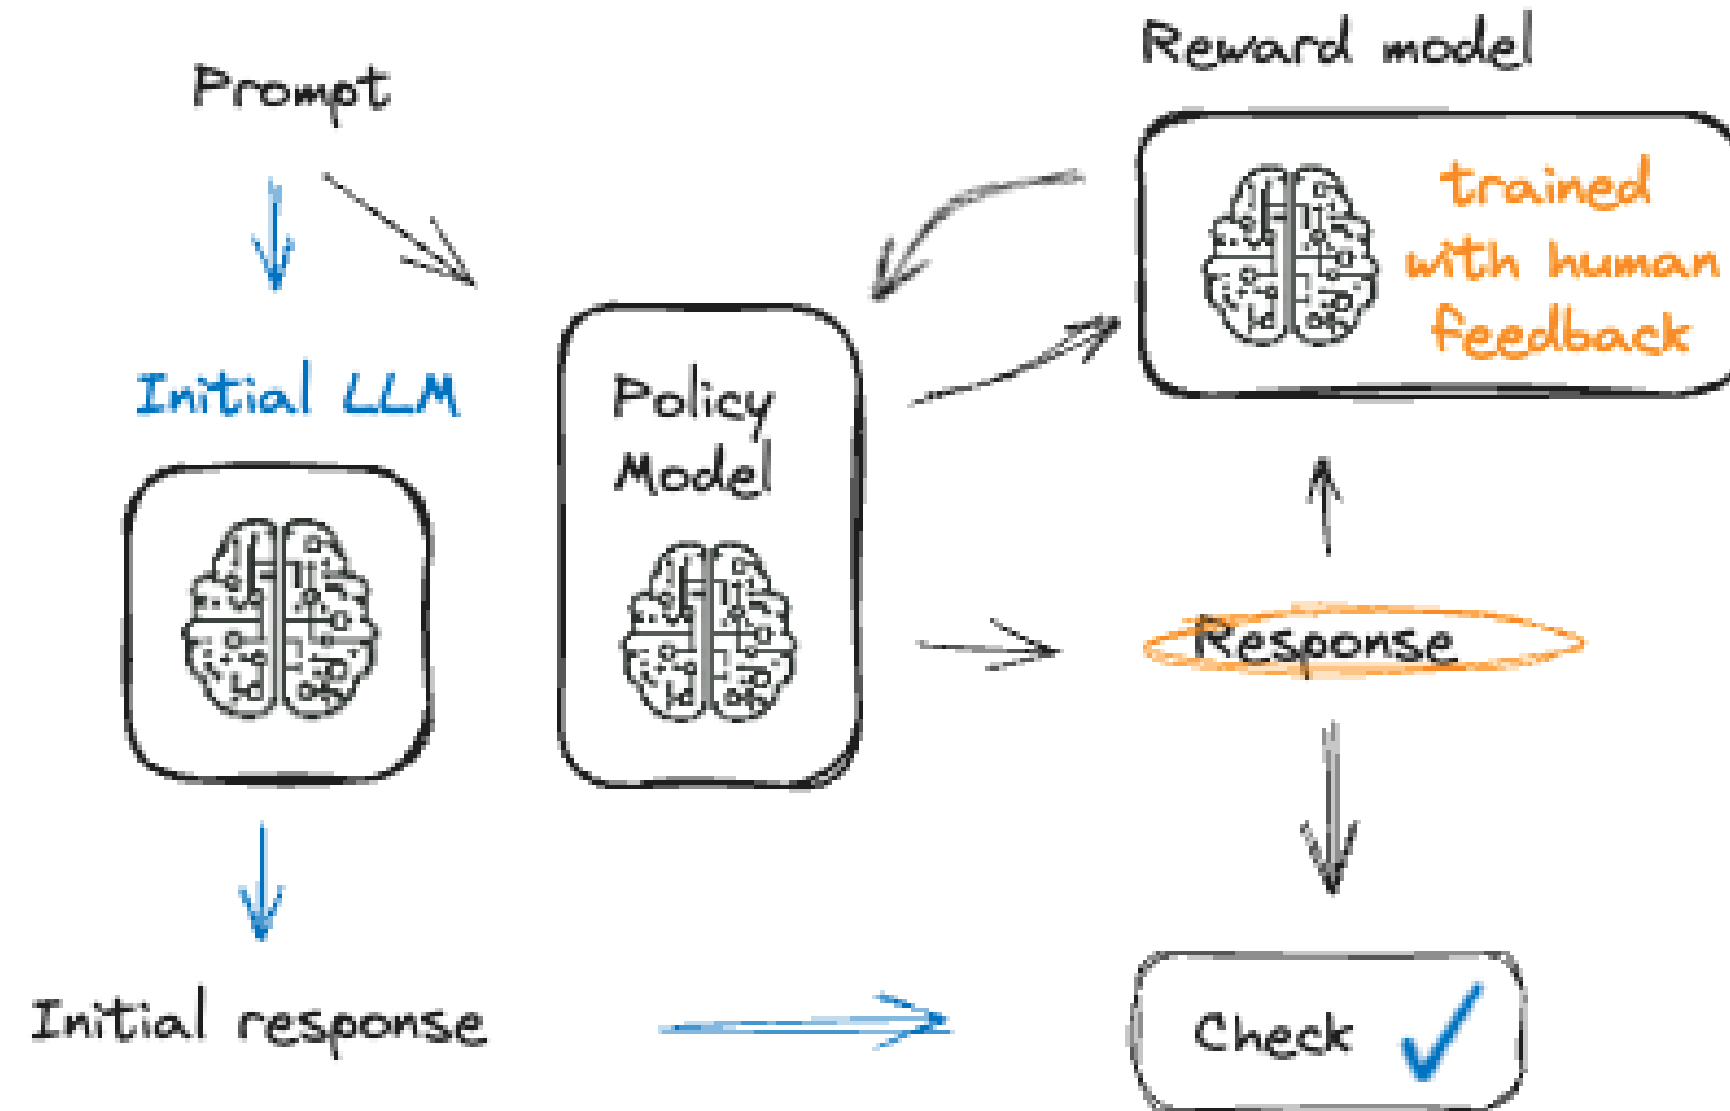 Prompt
Reward model
trained
with human
feedback
Initial LLM
Policy
Model
Response
Initial response
Check